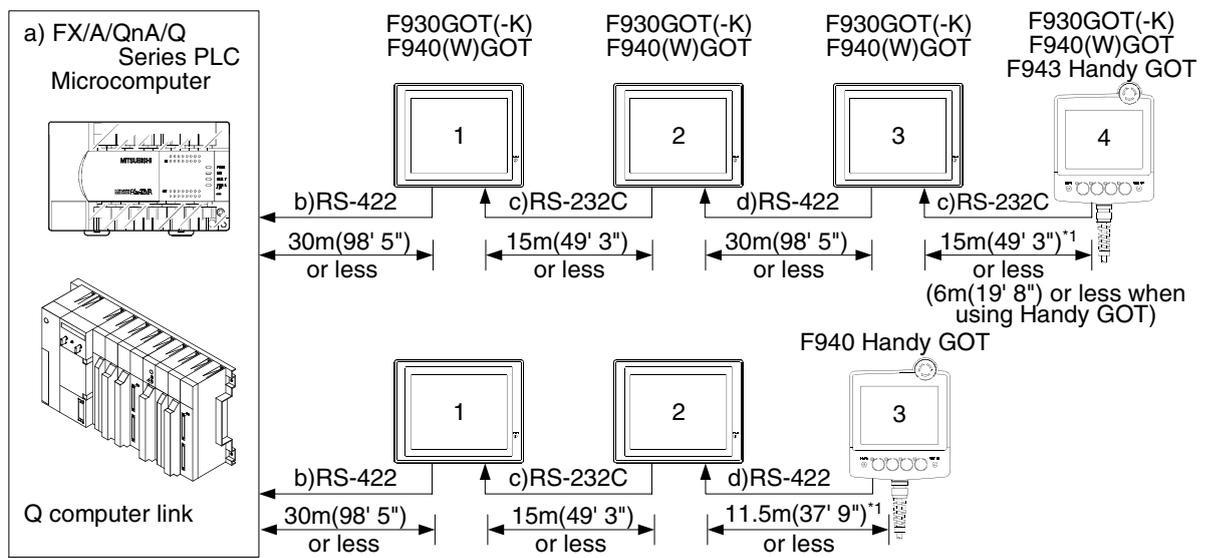 a) FX/A/QnA/Q
Series PLC
Microcomputer
MITSUBISHI
Q computer link
F930GOT(-K)
F940(W)GOT
F930GOT(-K)
F940(W)GOT
F930GOT(-K)
F940(W)GOT
F930GOT(-K)
F940(W)GOT
F943 Handy GOT
1
2
3
4
b)RS-422
c)RS-232C
d)RS-422
c)RS-232C
30m(98' 5")
or less
15m(49' 3")
or less
30m(98' 5")
or less
15m(49' 3")*1
or less
(6m(19' 8") or less when
using Handy GOT)
F940 Handy GOT
1
2
3
b)RS-422
c)RS-232C
d)RS-422
30m(98' 5")
or less
15m(49' 3")
or less
11.5m(37' 9")*1
or less